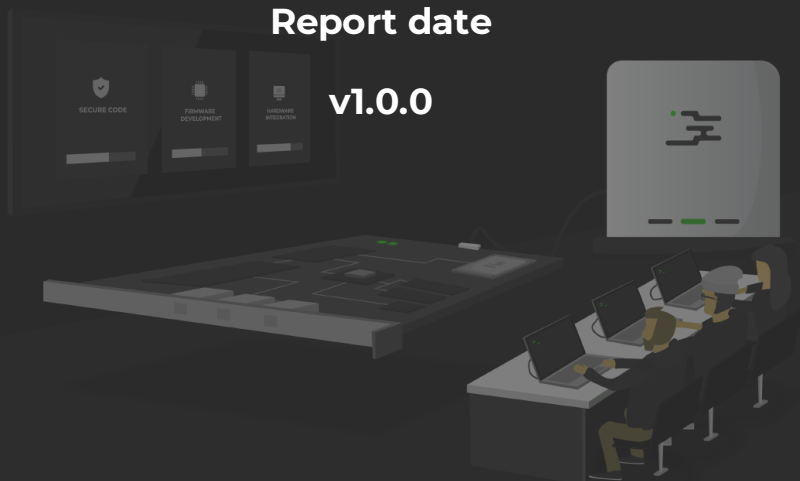 Report date
v1.0.0
SECURE CODE
FIRMWARE
DEVELOPMENT
HARDWARE
INTEGRATION